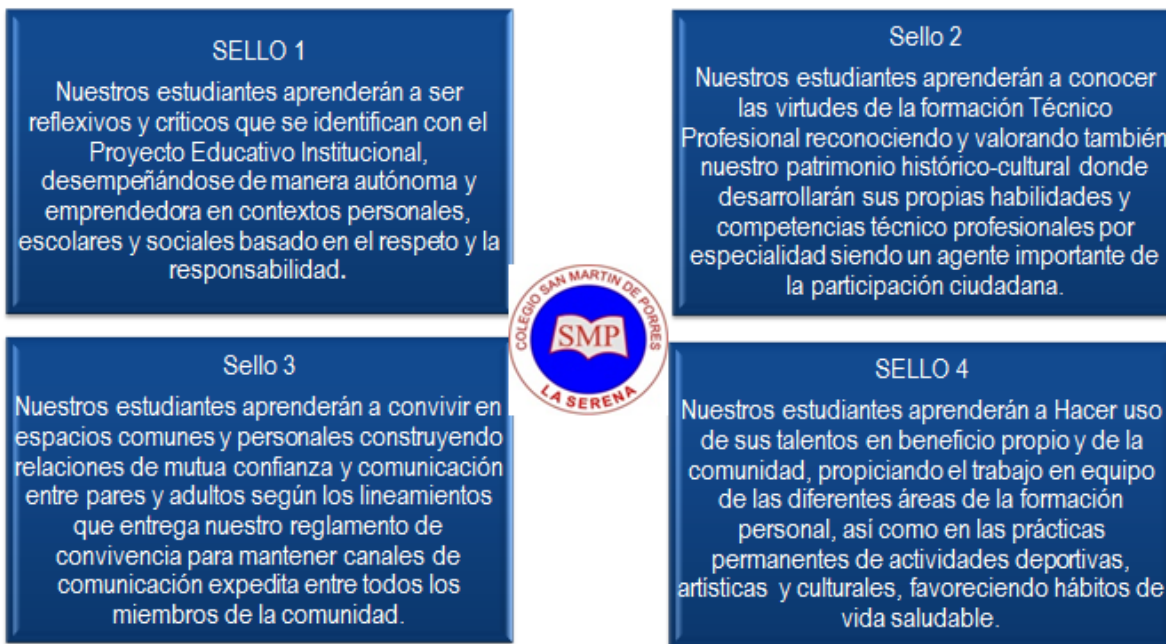 SELLO 1
Nuestros estudiantes aprenderán a ser
reflexivos y críticos que se identifican con el
Proyecto Educativo Institucional,
desempeñándose de manera autónoma y
emprendedora en contextos personales,
escolares y sociales basado en el respeto y la
responsabilidad.
Sello 2
Nuestros estudiantes aprenderán a conocer
las virtudes de la formación Técnico
Profesional reconociendo y valorando también
nuestro patrimonio histórico-cultural donde
desarrollarán sus propias habilidades y
competencias técnico profesionales por
especialidad siendo un agente importante de
la participación ciudadana.
COLEGIO SAN MARTIN DE PORRES
SMP
LA SERENA
Sello 3
Nuestros estudiantes aprenderán a convivir en
espacios comunes y personales construyendo
relaciones de mutua confianza y comunicación
entre pares y adultos según los lineamientos
que entrega nuestro reglamento de
convivencia para mantener canales de
comunicación expedita entre todos los
miembros de la comunidad.
SELLO 4
Nuestros estudiantes aprenderán a Hacer uso
de sus talentos en beneficio propio y de la
comunidad, propiciando el trabajo en equipo
de las diferentes áreas de la formación
personal, así como en las prácticas
permanentes de actividades deportivas,
artísticas y culturales, favoreciendo hábitos de
vida saludable.